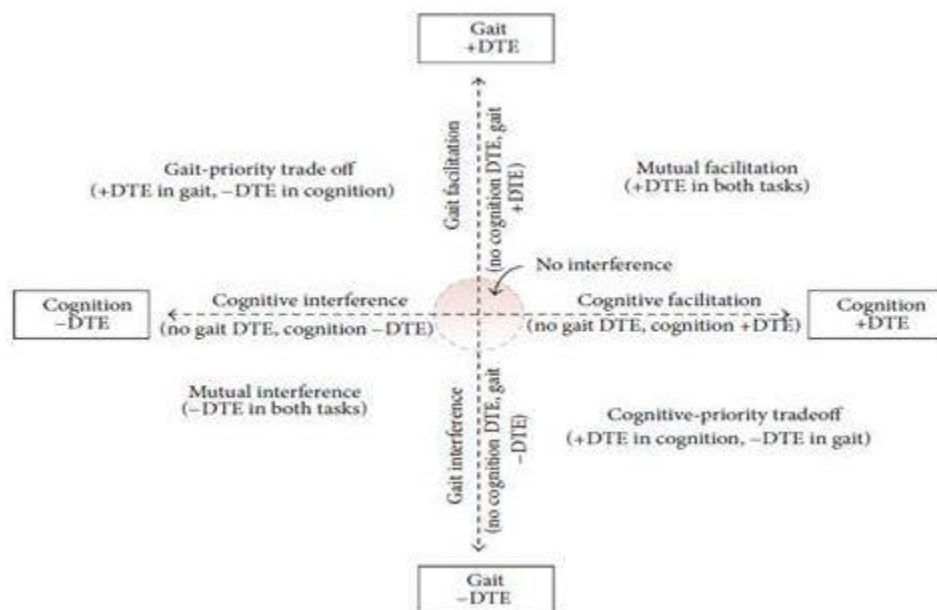 Gait
+DTE
Gait-priority trade off
(+DTE in gait, −DTE in cognition)
Gait facilitation
(no cognition DTE, gait
+DTE)
Mutual facilitation
(+DTE in both tasks)
No interference
Cognition
−DTE
Cognitive interference
(no gait DTE, cognition −DTE)
Cognitive facilitation
(no gait DTE, cognition +DTE)
Cognition
+DTE
Mutual interference
(−DTE in both tasks)
Gait interference
(no cognition DTE, gait
−DTE)
Cognitive-priority tradeoff
(+DTE in cognition, −DTE in gait)
Gait
−DTE